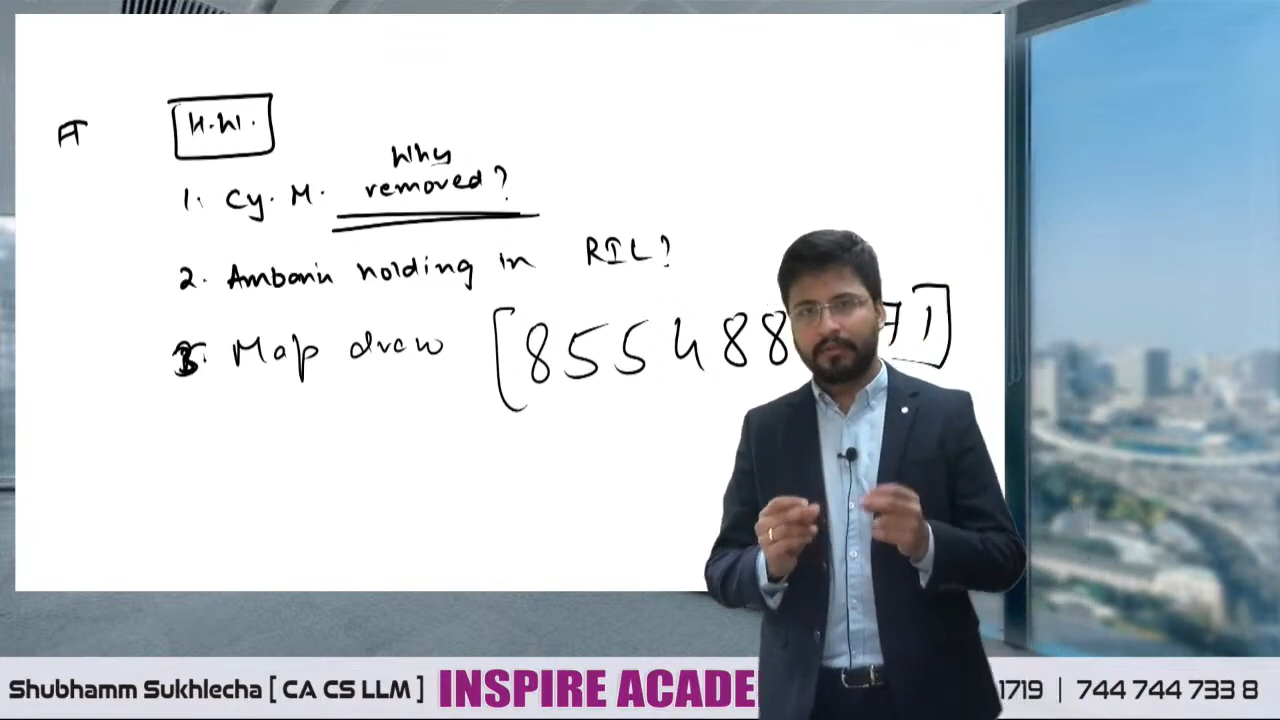 H.W.
Why
1. Cy. M. removed?
2. Ambani holding in RIL?
3. Map draw [855488 71]
Shubhamm Sukhlecha [ CA CS LLM ] INSPIRE ACADE 1719 | 744 744 733 8